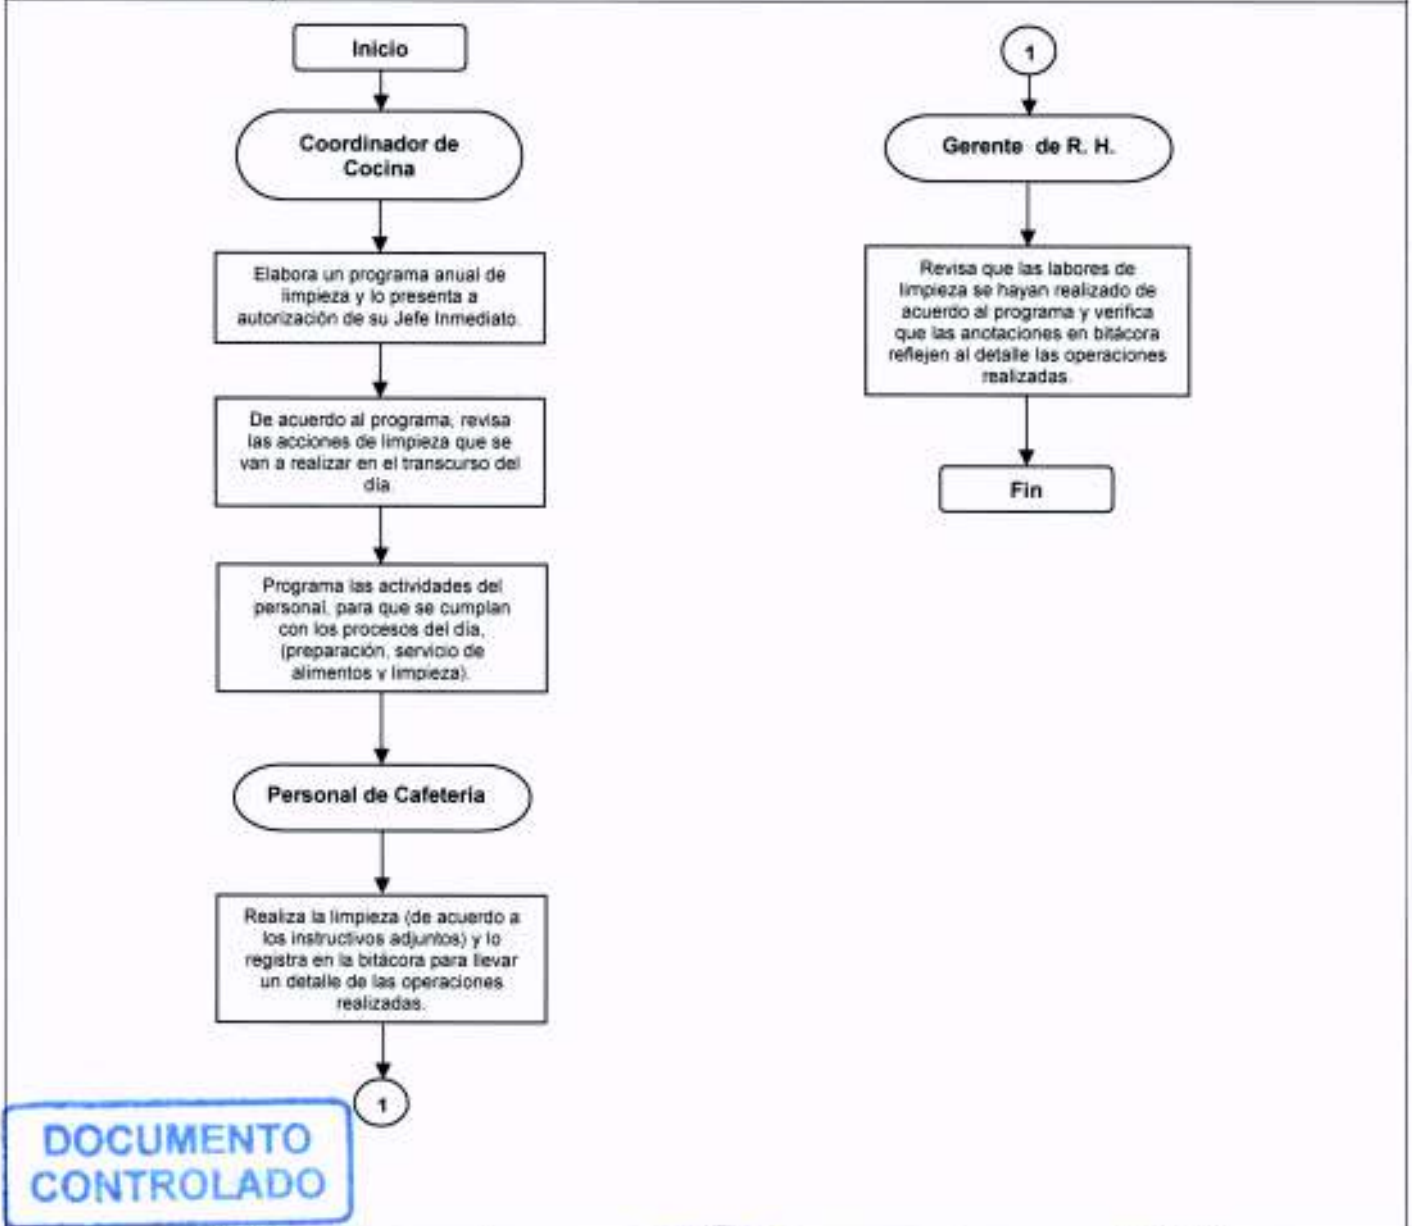 Inicio
Coordinador de
Cocina
Elabora un programa anual de
limpieza y lo presenta a
autorización de su Jefe Inmediato.
De acuerdo al programa, revisa
las acciones de limpieza que se
van a realizar en el transcurso del
día.
Programa las actividades del
personal, para que se cumplan
con los procesos del día,
(preparación, servicio de
alimentos y limpieza).
Personal de Cafetería
Realiza la limpieza (de acuerdo a
los instructivos adjuntos) y lo
registra en la bitácora para llevar
un detalle de las operaciones
realizadas.
1
1
Gerente de R. H.
Revisa que las labores de
limpieza se hayan realizado de
acuerdo al programa y verifica
que las anotaciones en bitácora
reflejen al detalle las operaciones
realizadas.
Fin
DOCUMENTO
CONTROLADO